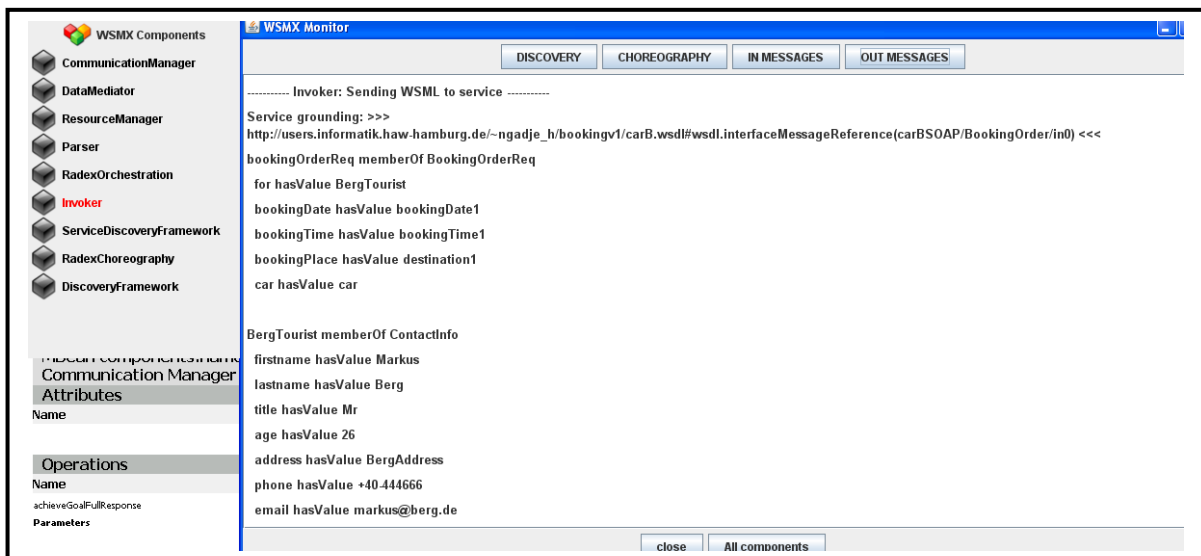 WSMX Components
CommunicationManager
DataMediator
ResourceManager
Parser
RadexOrchestration
Invoker
ServiceDiscoveryFramework
RadexChoreography
DiscoveryFramework
Communication Manager
Attributes
Name
Operations
Name
achieveGoalFullResponse
Parameters
WSMX Monitor
DISCOVERY CHOREOGRAPHY IN MESSAGES OUT MESSAGES
----------- Invoker: Sending WSML to service -----------
Service grounding: >>>
http://users.informatik.haw-hamburg.de/~ngadje_h/bookingv1/carB.wsdl#wsdl.interfaceMessageReference(carBSOAP/BookingOrder/in0) <<<
bookingOrderReq memberOf BookingOrderReq
for hasValue BergTourist
bookingDate hasValue bookingDate1
bookingTime hasValue bookingTime1
bookingPlace hasValue destination1
car hasValue car
BergTourist memberOf ContactInfo
firstname hasValue Markus
lastname hasValue Berg
title hasValue Mr
age hasValue 26
address hasValue BergAddress
phone hasValue +40-444666
email hasValue markus@berg.de
close All components